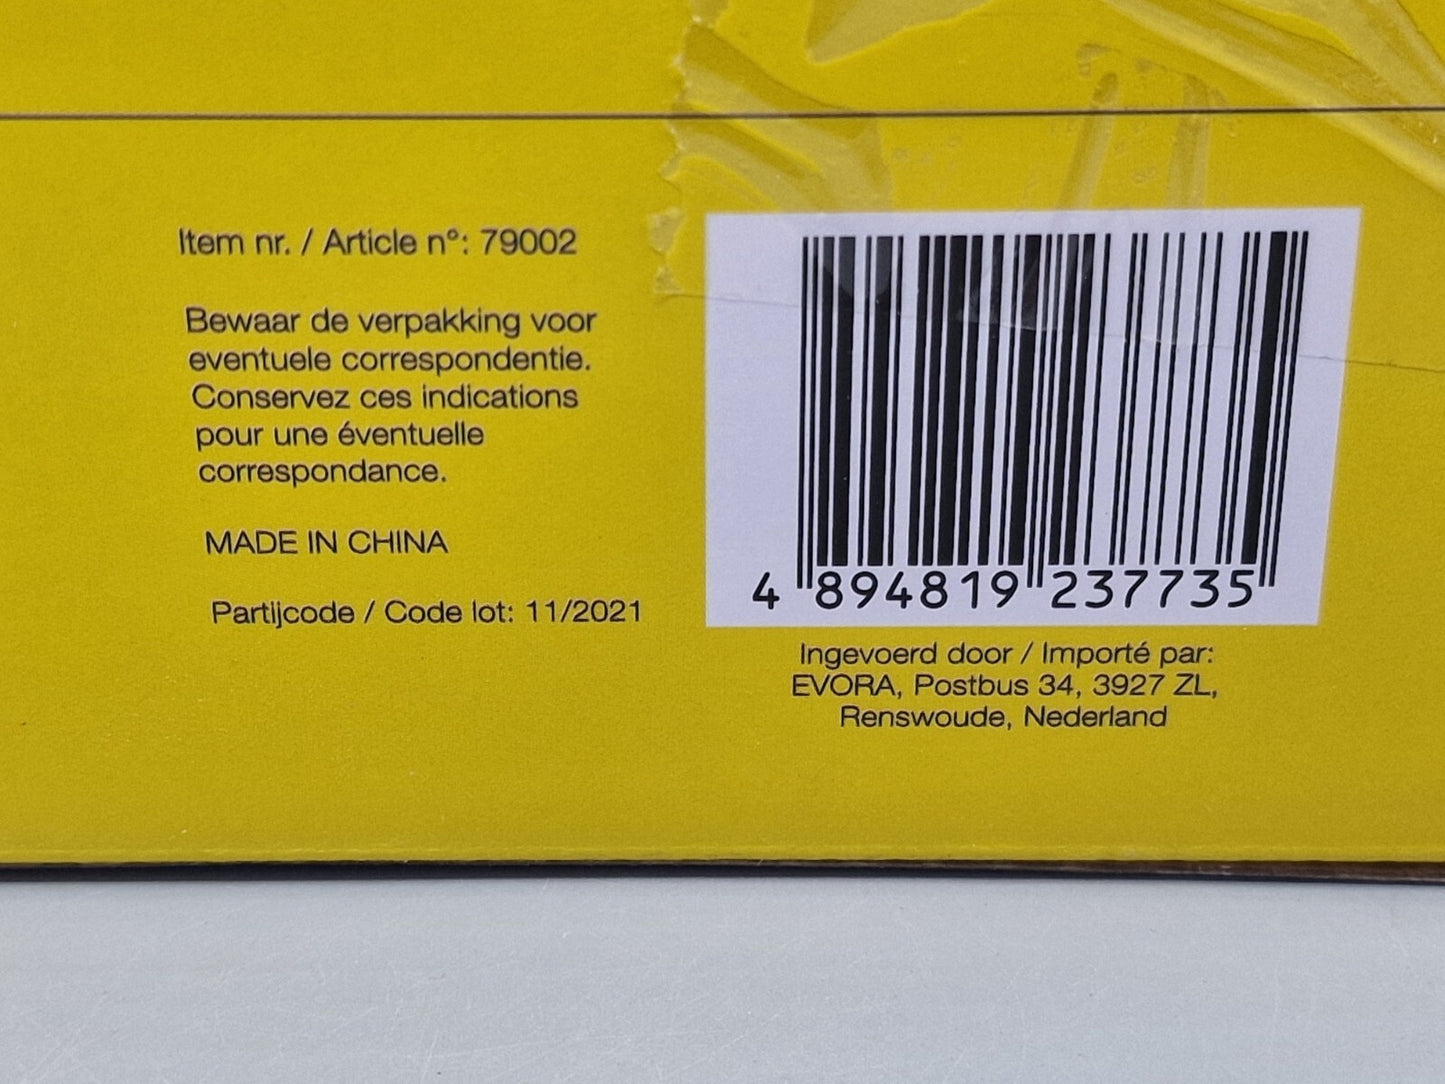 Item nr. / Article n°: 79002
Bewaar de verpakking voor
eventuele correspondentie.
Conservez ces indications
pour une éventuelle
correspondance.
MADE IN CHINA
Partijcode / Code lot: 11/2021
4 894819 237735
Ingevoerd door / Importé par:
EVORA, Postbus 34, 3927 ZL,
Renswoude, Nederland